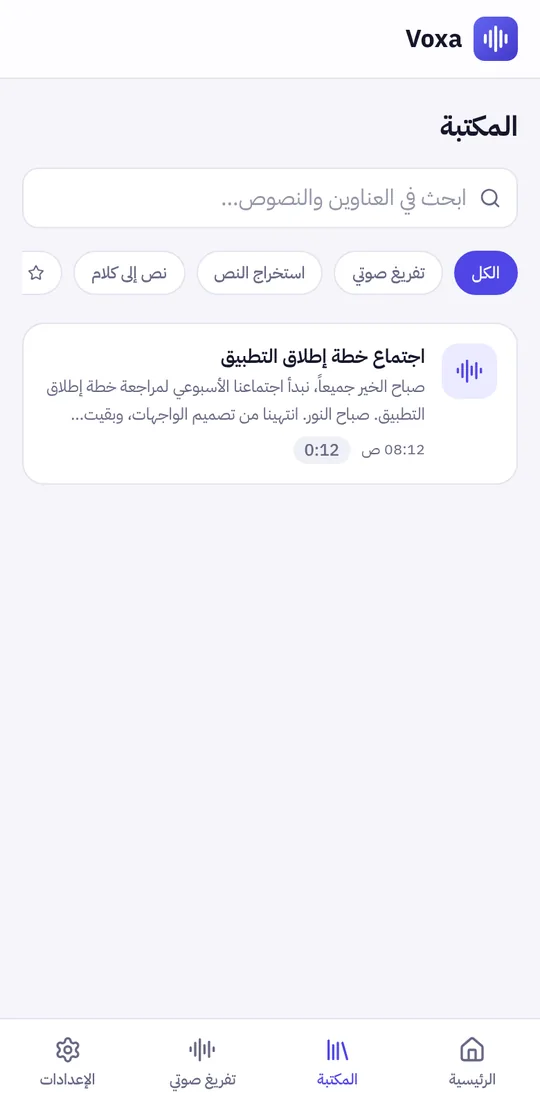 Voxa
المكتبة
ابحث في العناوين والنصوص...
الكل
تفريغ صوتي
استخراج النص
نص إلى كلام
اجتماع خطة إطلاق التطبيق
صباح الخير جميعاً، نبدأ اجتماعنا الأسبوعي لمراجعة خطة إطلاق
التطبيق. صباح النور. انتهينا من تصميم الواجهات، وبقيت...
08:12 ص
0:12
الرئيسية
المكتبة
تفريغ صوتي
الإعدادات